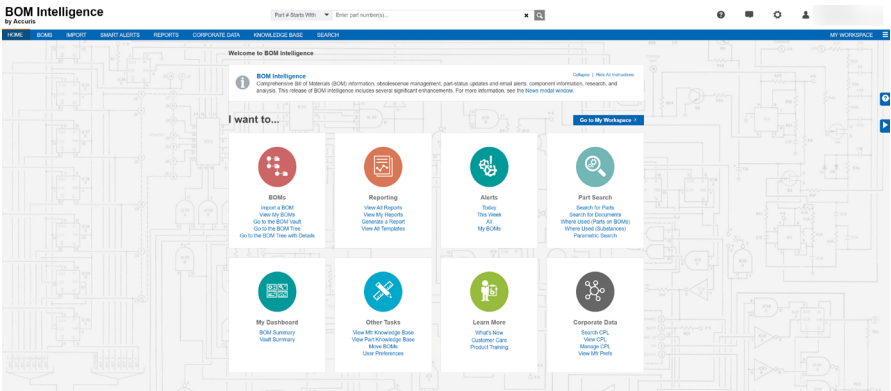 BOM Intelligence
by Accuris
Part # Starts With
Enter part number(s)...
HOME BOMS IMPORT SMART ALERTS REPORTS CORPORATE DATA KNOWLEDGE BASE SEARCH MY WORKSPACE
Welcome to BOM Intelligence
Collapse | Hide All Instructions
BOM Intelligence
Comprehensive Bill of Materials (BOM) information, obsolescence management, part-status updates and email alerts, component information, research, and
analysis. This release of BOM Intelligence includes several significant enhancements. For more information, see the News modal window.
I want to...
Go to My Workspace
BOMs
Import a BOM
View My BOMs
Go to the BOM Vault
Go to the BOM Tree
Go to the BOM Tree with Details
Reporting
View All Reports
View My Reports
Generate a Report
View All Templates
Alerts
Today
This Week
All
My BOMs
Part Search
Search for Parts
Search for Documents
Where Used (Parts on BOMs)
Where Used (Substances)
Parametric Search
My Dashboard
BOM Summary
Vault Summary
Other Tasks
View Mfr Knowledge Base
View Part Knowledge Base
Move BOMs
User Preferences
Learn More
What's New
Customer Care
Product Training
Corporate Data
Search CPL
View CPL
Manage CPL
View Mfr Prefs